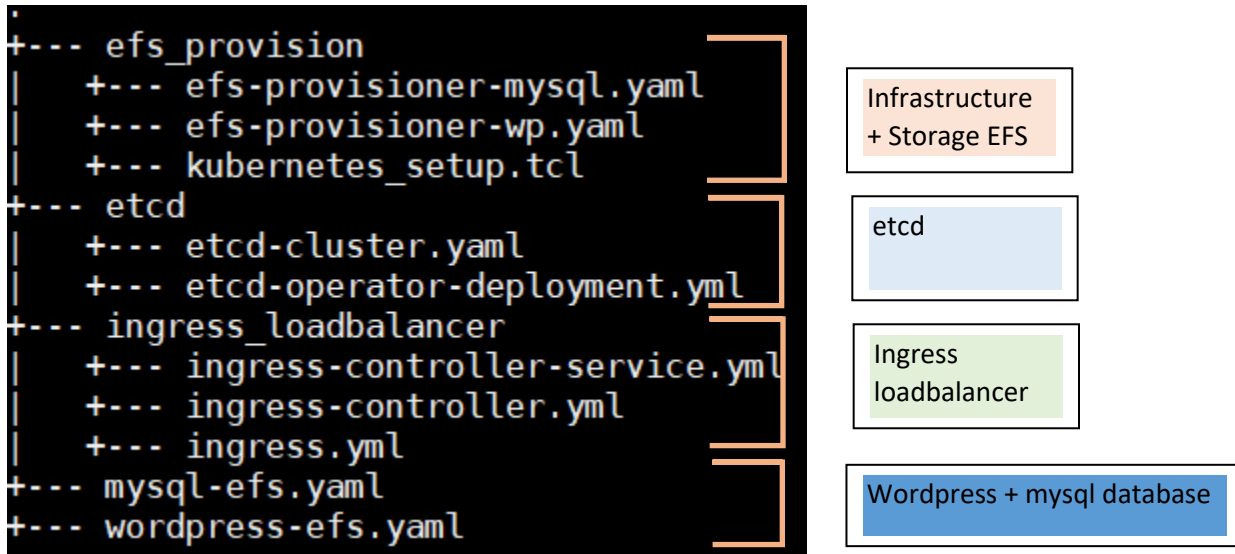 .
+--- efs_provision
|   +--- efs-provisioner-mysql.yaml
|   +--- efs-provisioner-wp.yaml
|   +--- kubernetes_setup.tcl
+--- etcd
|   +--- etcd-cluster.yaml
|   +--- etcd-operator-deployment.yml
+--- ingress_loadbalancer
|   +--- ingress-controller-service.yml
|   +--- ingress-controller.yml
|   +--- ingress.yml
+--- mysql-efs.yaml
+--- wordpress-efs.yaml
Infrastructure
+ Storage EFS
etcd
Ingress
loadbalancer
Wordpress + mysql database